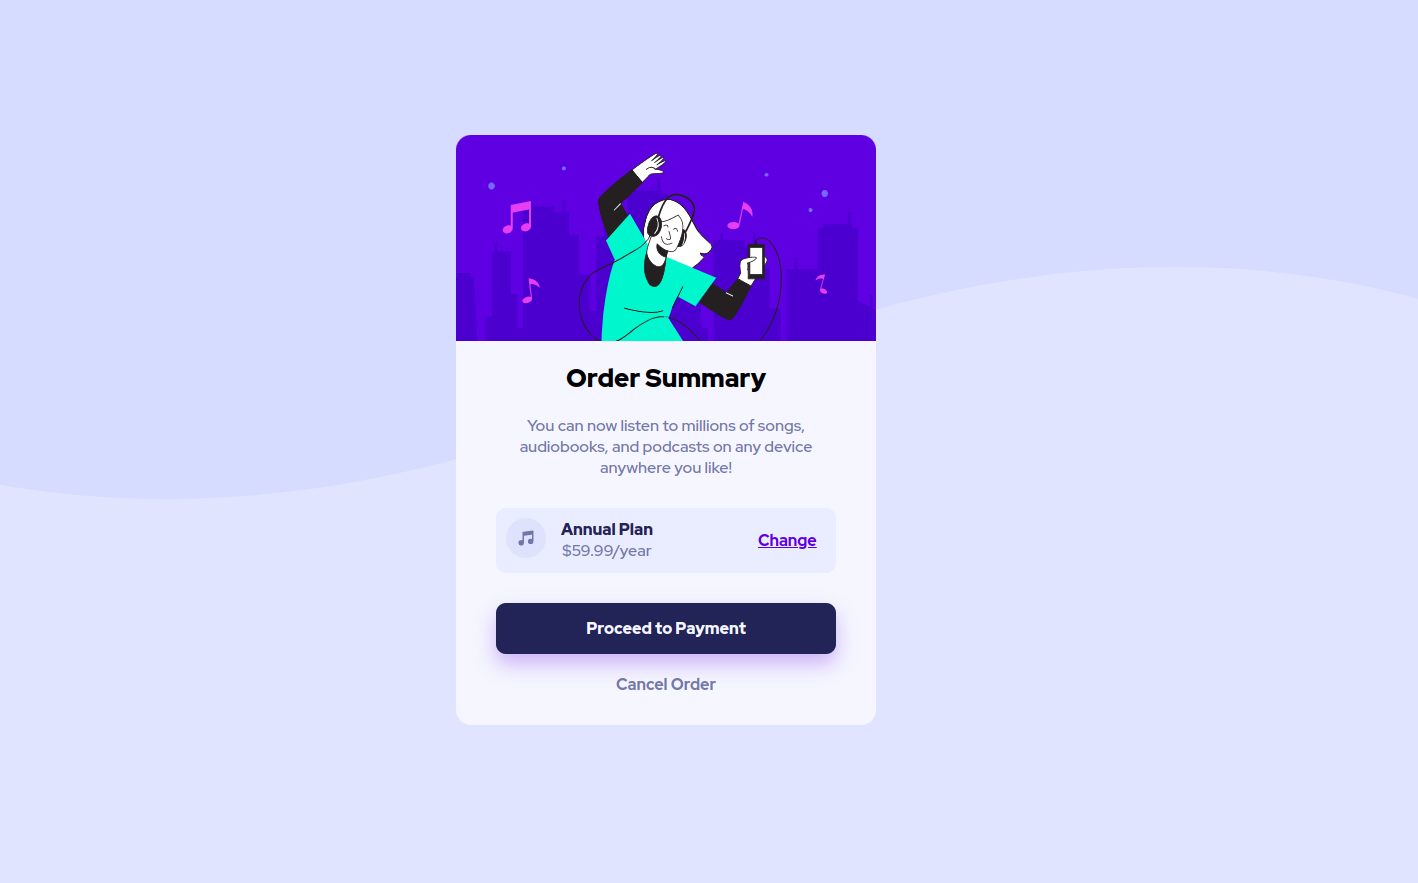 Order Summary
You can now listen to millions of songs,
audiobooks, and podcasts on any device
anywhere you like!
Annual Plan
$59.99/year
Change
Proceed to Payment
Cancel Order